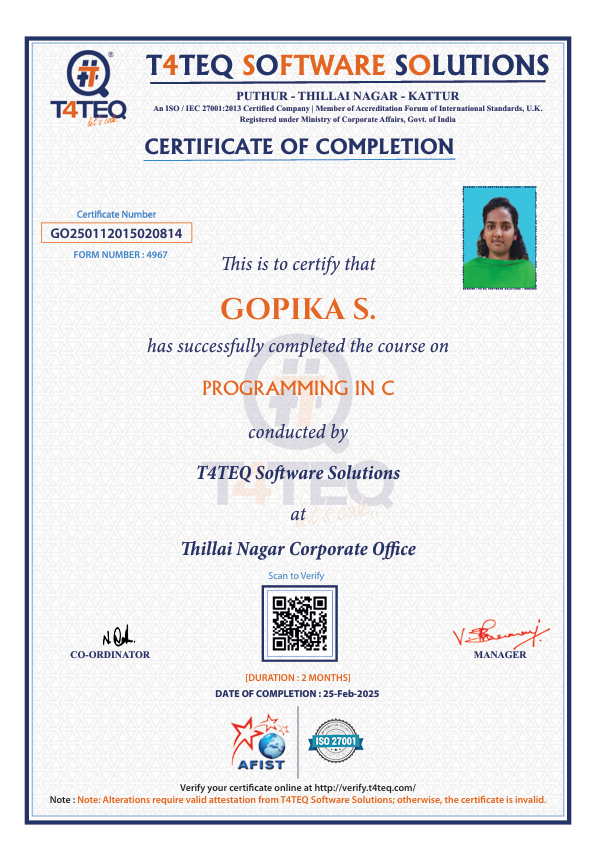 T4TEQ SOFTWARE SOLUTIONS
PUTHUR - THILLAI NAGAR - KATTUR
An ISO / IEC 27001:2013 Certified Company | Member of Accreditation Forum of International Standards, U.K.
Registered under Ministry of Corporate Affairs, Govt. of India
®
T4TEQ
let's code...
CERTIFICATE OF COMPLETION
Certificate Number
GO250112015020814
FORM NUMBER : 4967
This is to certify that
GOPIKA S.
has successfully completed the course on
PROGRAMMING IN C
conducted by
T4TEQ Software Solutions
at
Thillai Nagar Corporate Office
T4TEQ
let's code...
Scan to Verify
CO-ORDINATOR
MANAGER
[DURATION : 2 MONTHS]
DATE OF COMPLETION : 25-Feb-2025
AFIST
ISO 27001
Verify your certificate online at http://verify.t4teq.com/
Note : Note: Alterations require valid attestation from T4TEQ Software Solutions; otherwise, the certificate is invalid.